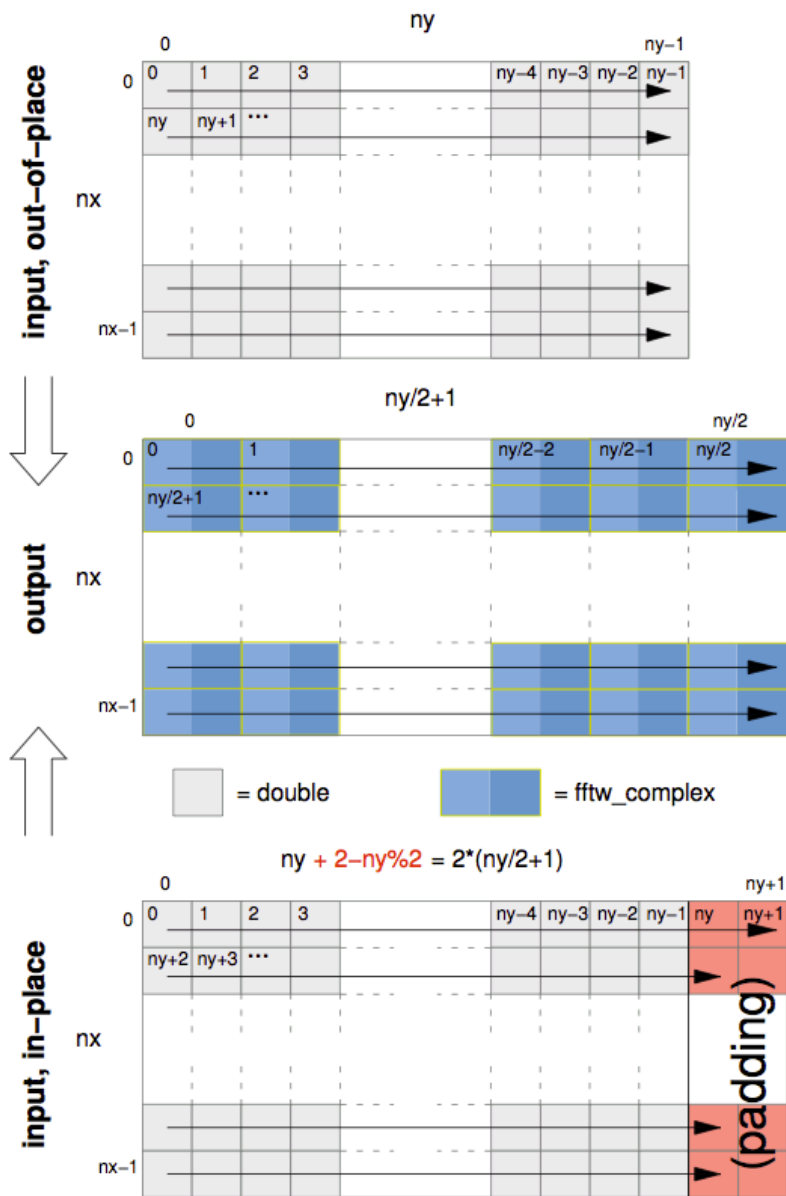 ny
0 ny−1
0 0 1 2 3 ny−4 ny−3 ny−2 ny−1
ny ny+1 ...
input, out−of−place
nx
nx−1
ny/2+1
0 ny/2
0 0 1 ny/2−2 ny/2−1 ny/2
ny/2+1 ...
output
nx
nx−1
= double = fftw_complex
ny + 2−ny%2 = 2*(ny/2+1)
0 ny+1
0 0 1 2 3 ny−4 ny−3 ny−2 ny−1 ny ny+1
ny+2 ny+3 ...
input, in−place
nx
(padding)
nx−1